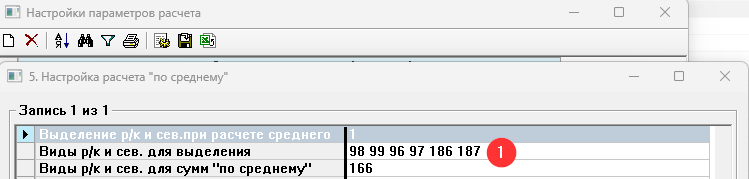 Настройки параметров расчета
5. Настройка расчета "по среднему"
Запись 1 из 1
Выделение р/к и сев.при расчете среднего 1
Виды р/к и сев. для выделения 98 99 96 97 186 187 1
Виды р/к и сев. для сумм "по среднему" 166